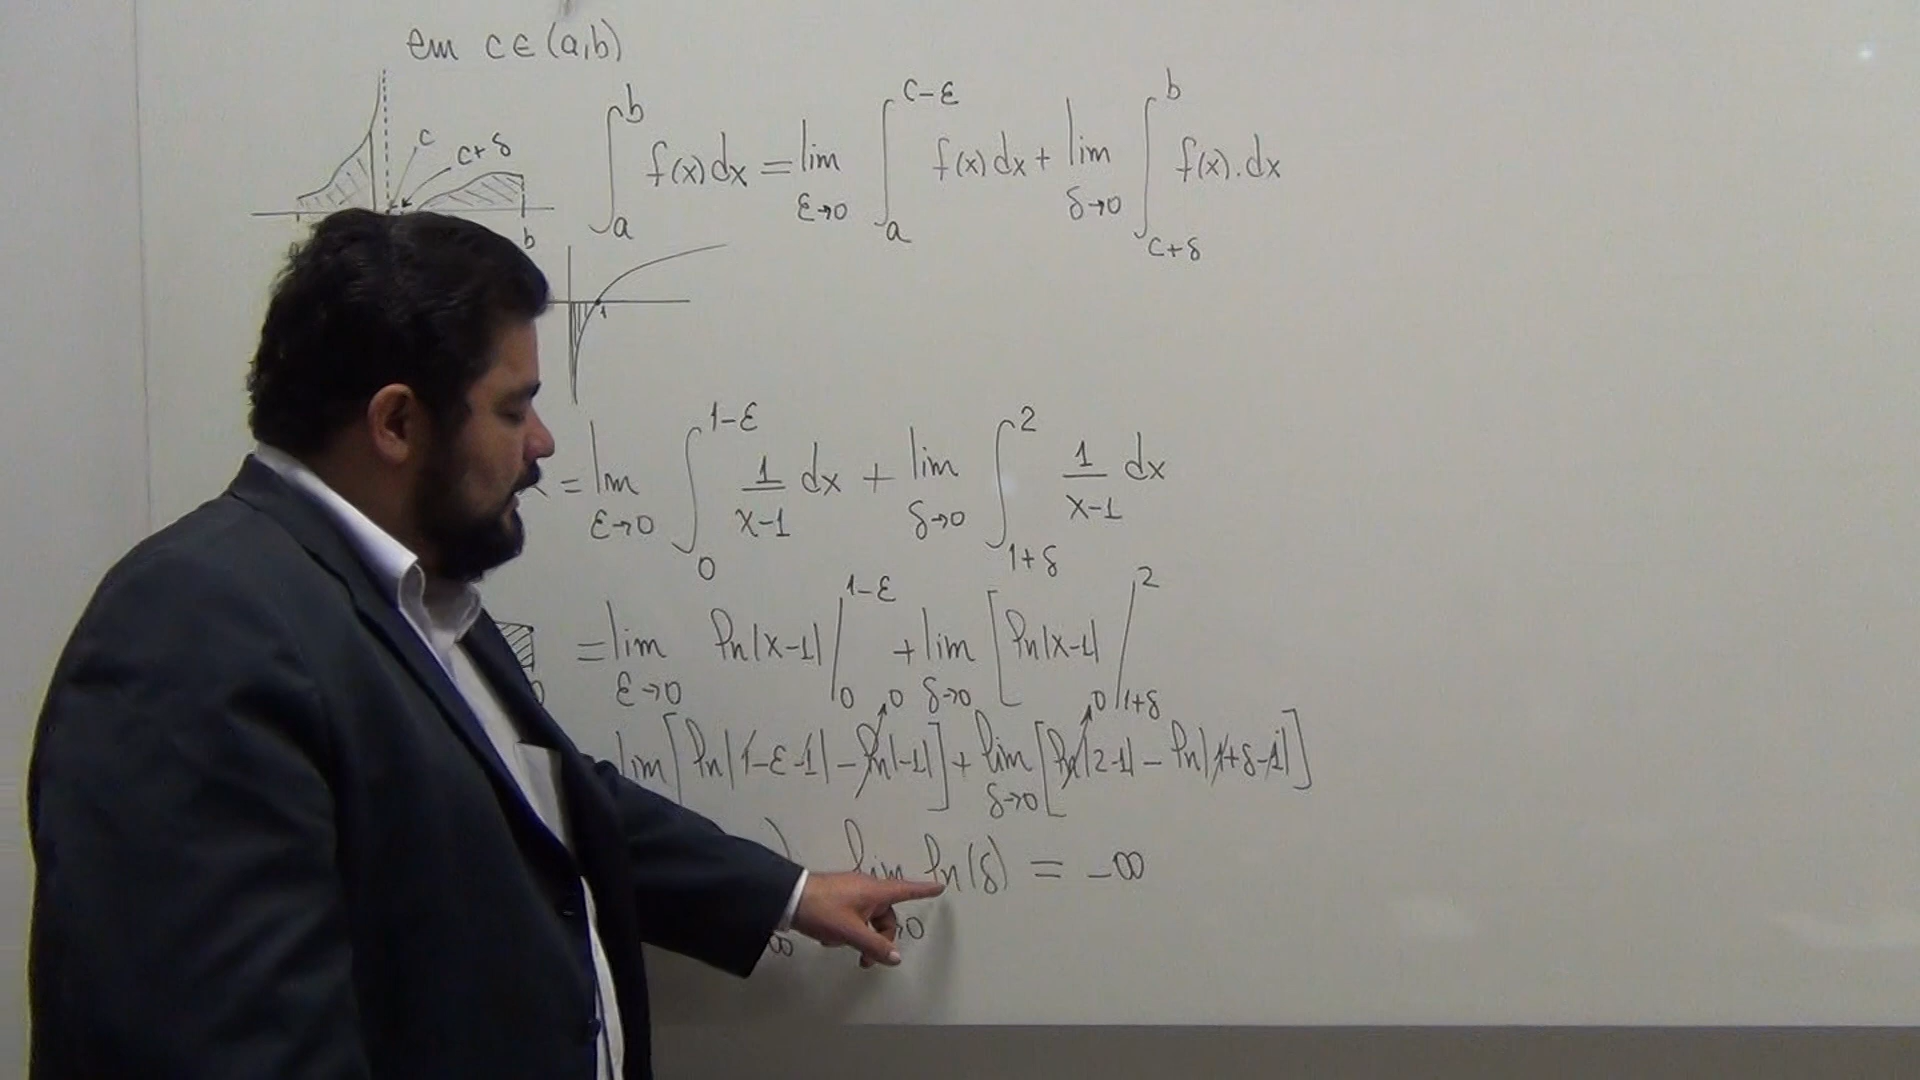 em c∈(a,b)
c
c+δ
b
∫_a^b f(x)dx = lim_{ε→0} ∫_a^{c-ε} f(x)dx + lim_{δ→0} ∫_{c+δ}^b f(x).dx
1
= lim_{ε→0} ∫_0^{1-ε} 1/(x-1) dx + lim_{δ→0} ∫_{1+δ}^2 1/(x-1) dx
= lim_{ε→0} ln|x-1| |_0^{1-ε} + lim_{δ→0} [ln|x-1| |_{1+δ}^2
lim [ln|1-ε-1| - ln|-1|] + lim_{δ→0} [ln|2-1| - ln|1+δ-1|]
lim ln(δ) = -∞